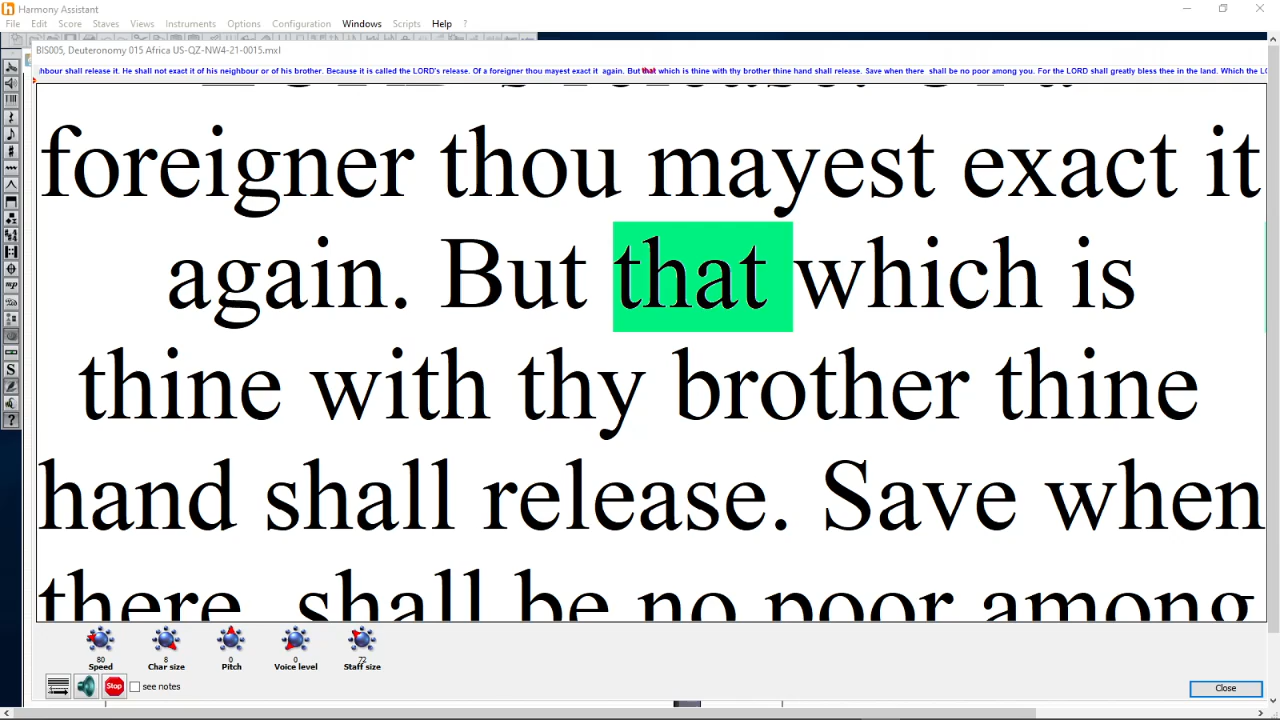 Harmony Assistant
File Edit Score Staves Views Instruments Options Configuration Windows Scripts Help ?
BIS005, Deuteronomy 015 Africa US-QZ-NW4-21-0015.mxl
hbour shall release it. He shall not exact it of his neighbour or of his brother. Because it is called the LORD's release. Of a foreigner thou mayest exact it again. But that which is thine with thy brother thine hand shall release. Save when there shall be no poor among you. For the LORD shall greatly bless thee in the land. Which the LO
foreigner thou mayest exact it
again. But that which is
thine with thy brother thine
hand shall release. Save when
there shall be no poor among
80 8 0 0 72
Speed Char size Pitch Voice level Staff size
Stop see notes Close